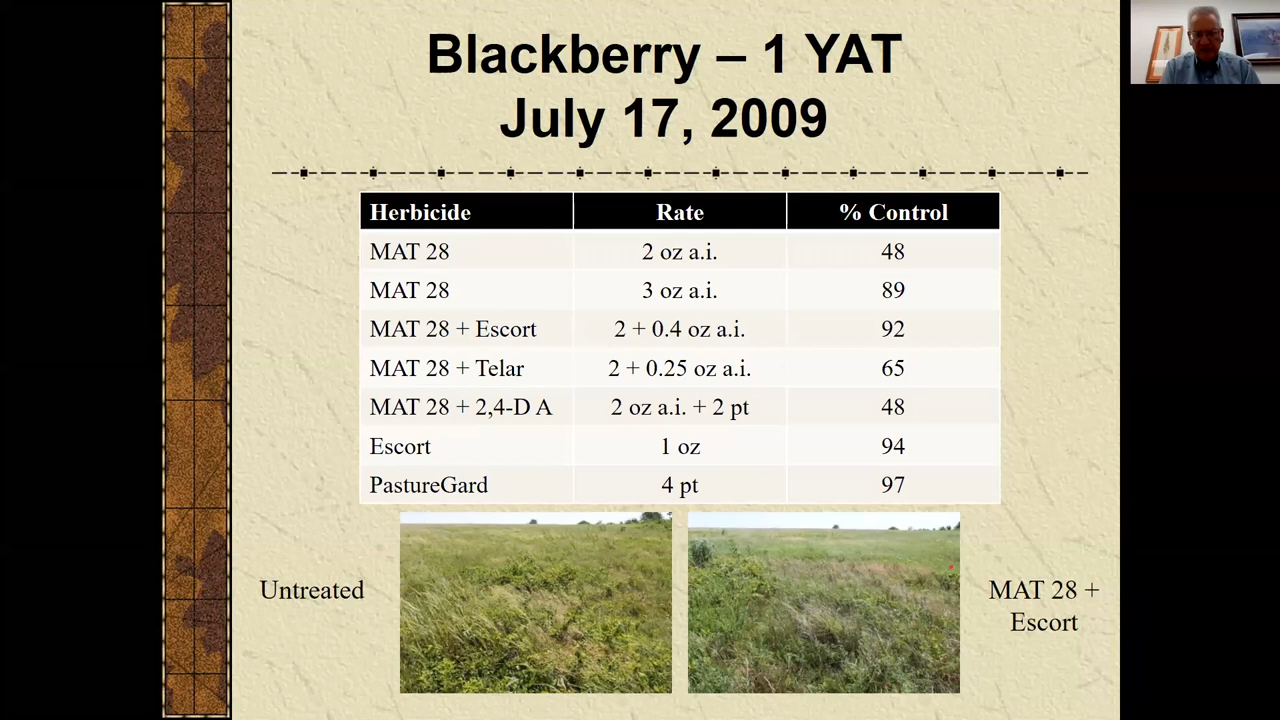 Blackberry – 1 YAT
July 17, 2009
Herbicide Rate % Control
MAT 28 2 oz a.i. 48
MAT 28 3 oz a.i. 89
MAT 28 + Escort 2 + 0.4 oz a.i. 92
MAT 28 + Telar 2 + 0.25 oz a.i. 65
MAT 28 + 2,4-D A 2 oz a.i. + 2 pt 48
Escort 1 oz 94
PastureGard 4 pt 97
Untreated
MAT 28 +
Escort